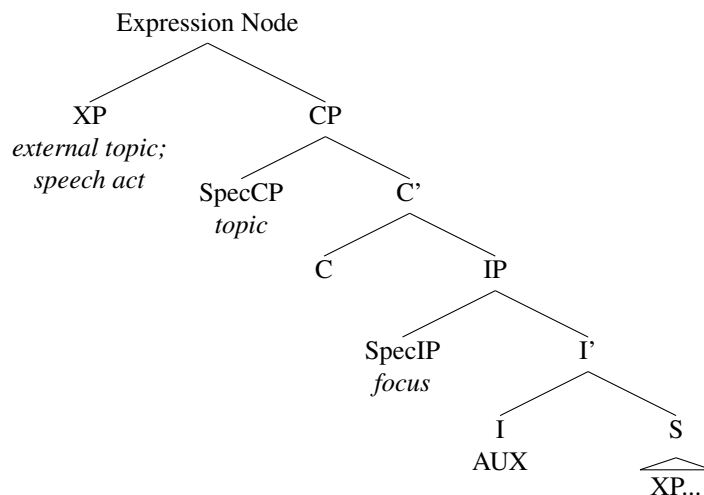 Expression Node
XP CP
external topic;
speech act
SpecCP C'
topic
C IP
SpecIP I'
focus
I S
AUX
XP...